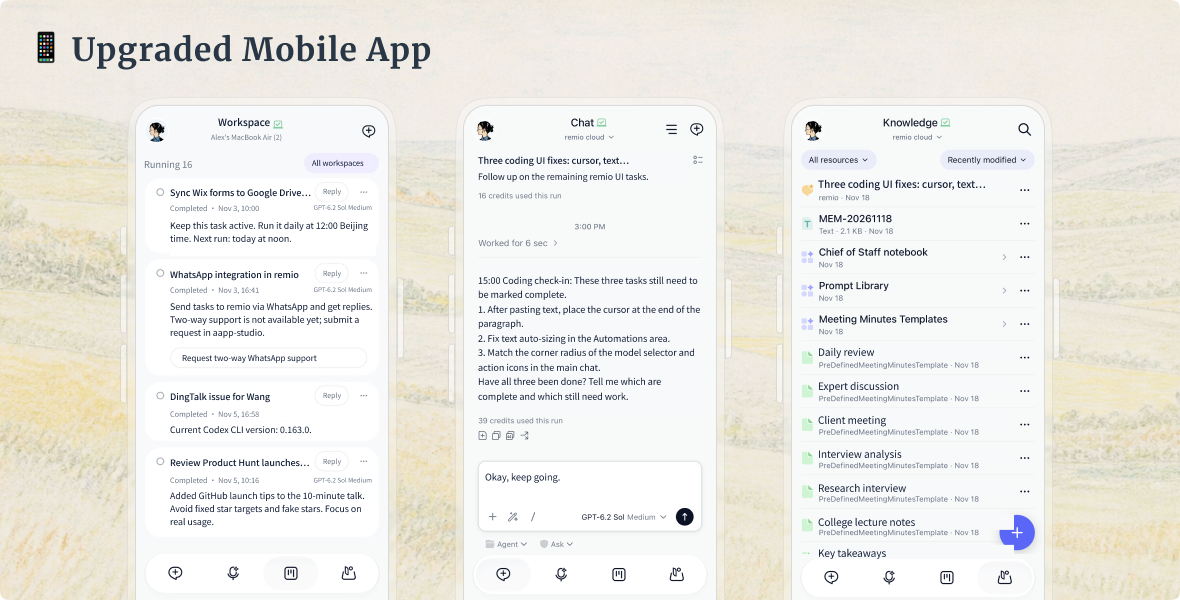 Upgraded Mobile App
Workspace
Alex's MacBook Air (2)
Running 16
All workspaces
Sync Wix forms to Google Drive…
Reply
Completed • Nov 3, 10:00
GPT-6.2 Sol Medium
Keep this task active. Run it daily at 12:00 Beijing
time. Next run: today at noon.
WhatsApp integration in remio
Reply
Completed • Nov 3, 16:41
GPT-6.2 Sol Medium
Send tasks to remio via WhatsApp and get replies.
Two-way support is not available yet; submit a
request in aapp-studio.
Request two-way WhatsApp support
DingTalk issue for Wang
Reply
Completed • Nov 5, 16:58
Current Codex CLI version: 0.163.0.
Review Product Hunt launches…
Reply
Completed • Nov 5, 10:16
GPT-6.2 Sol Medium
Added GitHub launch tips to the 10-minute talk.
Avoid fixed star targets and fake stars. Focus on
real usage.
Chat
remio cloud
Three coding UI fixes: cursor, text…
Follow up on the remaining remio UI tasks.
16 credits used this run
3:00 PM
Worked for 6 sec
15:00 Coding check-in: These three tasks still need to
be marked complete.
1. After pasting text, place the cursor at the end of the
paragraph.
2. Fix text auto-sizing in the Automations area.
3. Match the corner radius of the model selector and
action icons in the main chat.
Have all three been done? Tell me which are
complete and which still need work.
39 credits used this run
Okay, keep going.
/
GPT-6.2 Sol Medium
Agent
Ask
Knowledge
remio cloud
All resources
Recently modified
Three coding UI fixes: cursor, text…
remio · Nov 18
T
MEM-20261118
Text · 2.1 KB · Nov 18
Chief of Staff notebook
Nov 18
Prompt Library
Nov 18
Meeting Minutes Templates
Nov 18
Daily review
PreDefinedMeetingMinutesTemplate · Nov 18
Expert discussion
PreDefinedMeetingMinutesTemplate · Nov 18
Client meeting
PreDefinedMeetingMinutesTemplate · Nov 18
Interview analysis
PreDefinedMeetingMinutesTemplate · Nov 18
Research interview
PreDefinedMeetingMinutesTemplate · Nov 18
College lecture notes
PreDefinedMeetingMinutesTemplate · Nov 18
Key takeaways